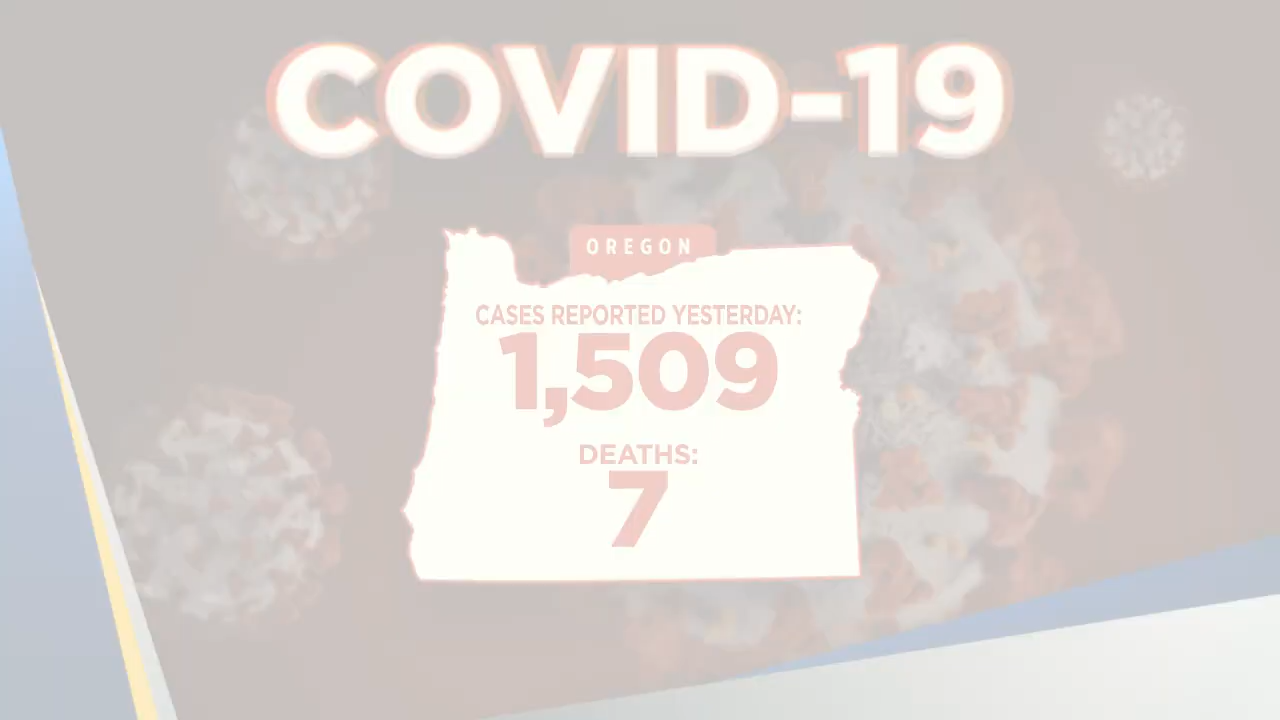 COVID-19
OREGON
CASES REPORTED YESTERDAY:
1,509
DEATHS:
7